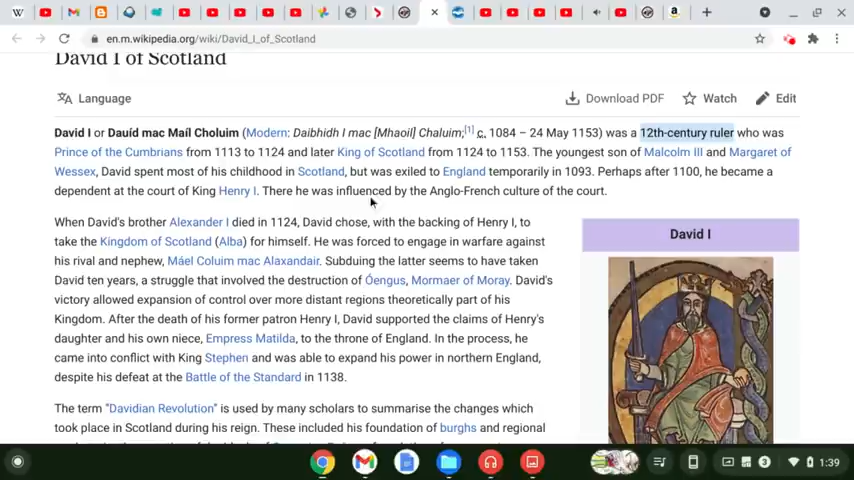 en.m.wikipedia.org/wiki/David_I_of_Scotland
David I of Scotland
Language
Download PDF
Watch
Edit
David I or Dauíd mac Maíl Choluim (Modern: Daibhidh I mac [Mhaoil] Chaluim;[1] c. 1084 – 24 May 1153) was a 12th-century ruler who was
Prince of the Cumbrians from 1113 to 1124 and later King of Scotland from 1124 to 1153. The youngest son of Malcolm III and Margaret of
Wessex, David spent most of his childhood in Scotland, but was exiled to England temporarily in 1093. Perhaps after 1100, he became a
dependent at the court of King Henry I. There he was influenced by the Anglo-French culture of the court.
When David's brother Alexander I died in 1124, David chose, with the backing of Henry I, to
take the Kingdom of Scotland (Alba) for himself. He was forced to engage in warfare against
his rival and nephew, Máel Coluim mac Alaxandair. Subduing the latter seems to have taken
David ten years, a struggle that involved the destruction of Óengus, Mormaer of Moray. David's
victory allowed expansion of control over more distant regions theoretically part of his
Kingdom. After the death of his former patron Henry I, David supported the claims of Henry's
daughter and his own niece, Empress Matilda, to the throne of England. In the process, he
came into conflict with King Stephen and was able to expand his power in northern England,
despite his defeat at the Battle of the Standard in 1138.
The term "Davidian Revolution" is used by many scholars to summarise the changes which
took place in Scotland during his reign. These included his foundation of burghs and regional
David I
3
1:39